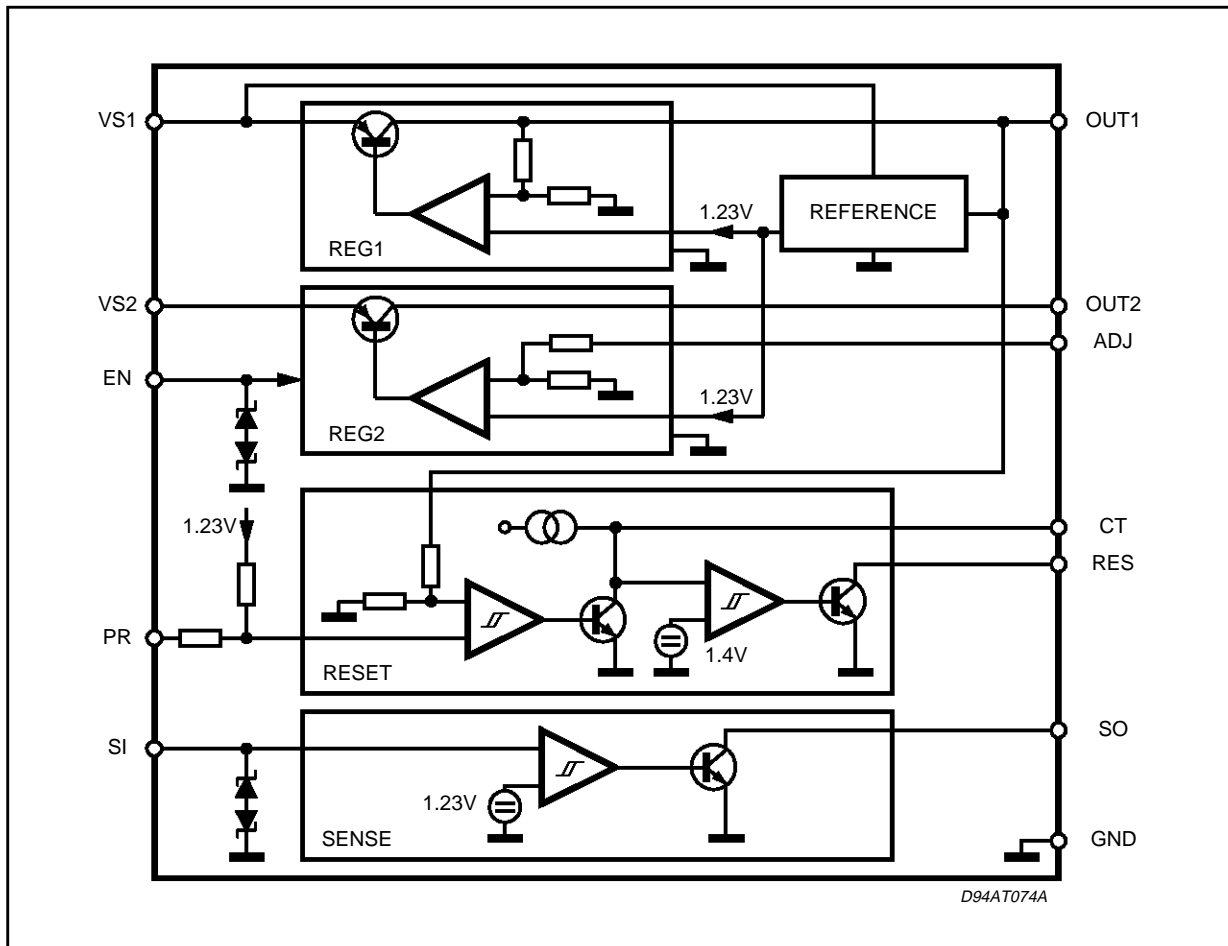 VS1
OUT1
REFERENCE
1.23V
REG1
VS2
OUT2
ADJ
EN
1.23V
REG2
1.23V
CT
RES
PR
1.4V
RESET
SI
SO
1.23V
SENSE
GND
D94AT074A